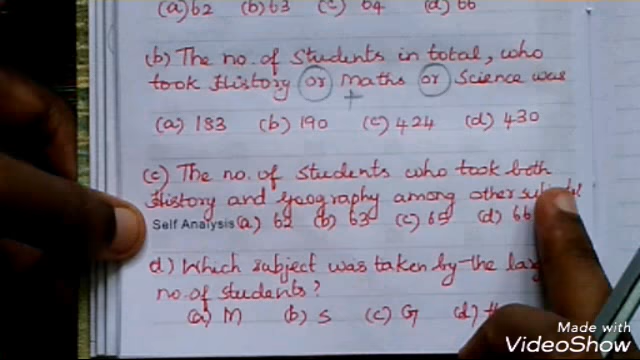 (a) 62 (b) 63 (c) 64 (d) 66
(b) The no. of students in total, who
took History or Maths or Science was
+
(a) 183 (b) 190 (c) 424 (d) 430
(c) The no. of students who took both
History and Geography among other
Self Analysis (a) 62 (b) 63 (c) 65 (d) 66
d) Which subject was taken by the
no. of students?
(a) M (b) S (c) G (d)
Made with
VideoShow